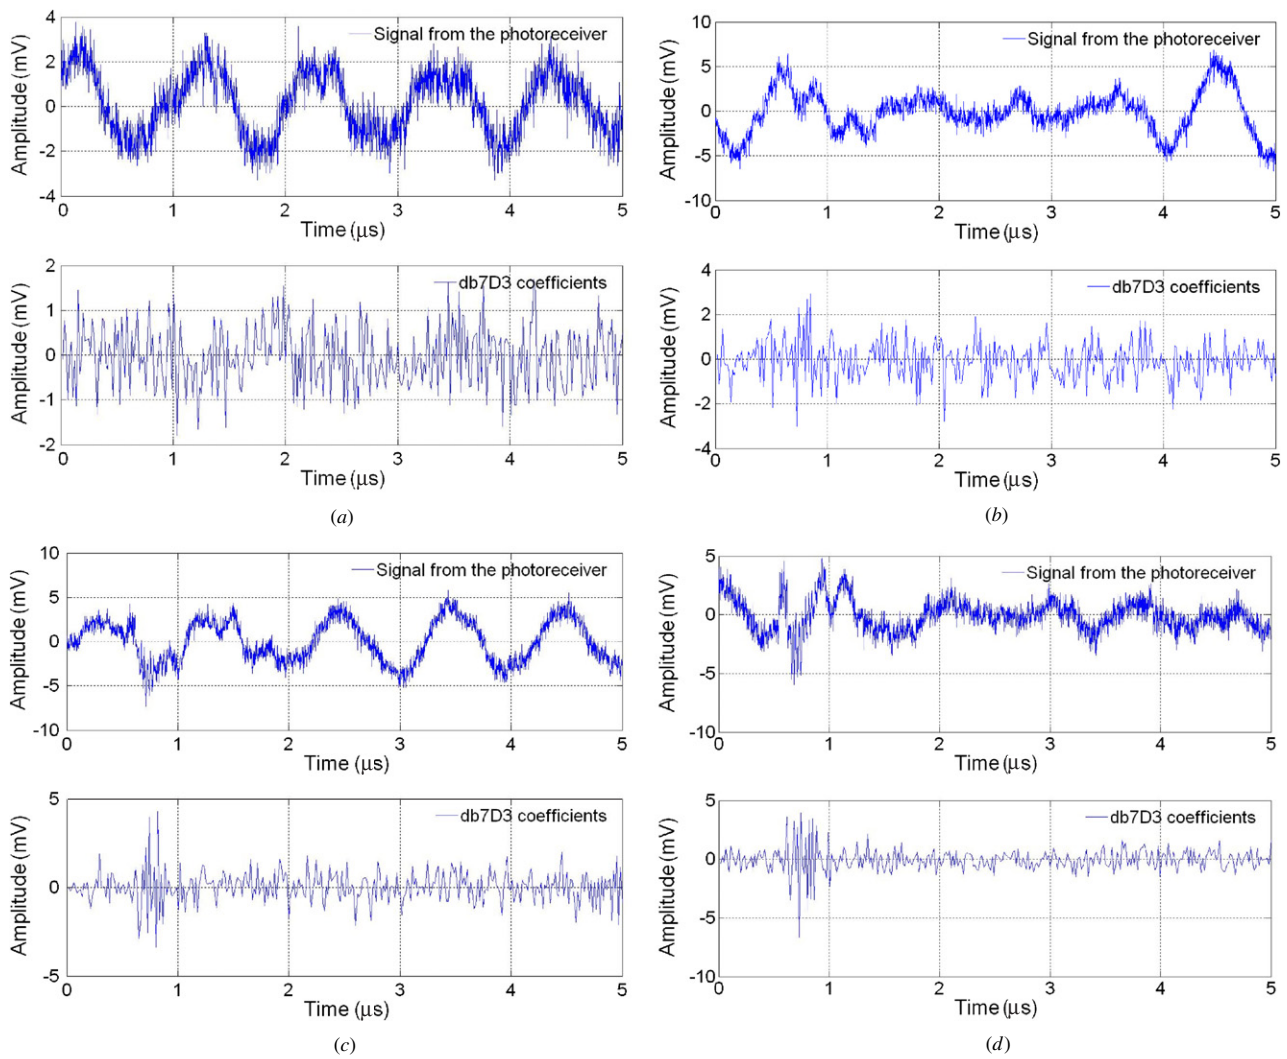 Signal from the photoreceiver
Amplitude (mV)
4
2
0
-2
-4
0 1 2 3 4 5
Time (μs)
db7D3 coefficients
Amplitude (mV)
2
1
0
-1
-2
0 1 2 3 4 5
Time (μs)
(a)
Signal from the photoreceiver
Amplitude (mV)
10
5
0
-5
-10
0 1 2 3 4 5
Time (μs)
db7D3 coefficients
Amplitude (mV)
4
2
0
-2
-4
0 1 2 3 4 5
Time (μs)
(b)
Signal from the photoreceiver
Amplitude (mV)
10
5
0
-5
-10
0 1 2 3 4 5
Time (μs)
db7D3 coefficients
Amplitude (mV)
5
0
-5
0 1 2 3 4 5
Time (μs)
(c)
Signal from the photoreceiver
Amplitude (mV)
5
0
-5
-10
0 1 2 3 4 5
Time (μs)
db7D3 coefficients
Amplitude (mV)
5
0
-5
-10
0 1 2 3 4 5
Time (μs)
(d)